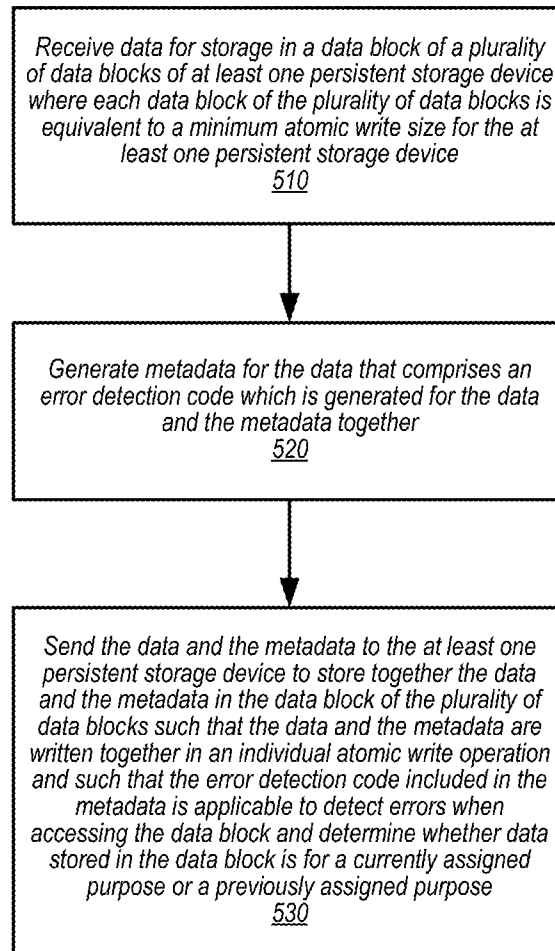 Receive data for storage in a data block of a plurality
of data blocks of at least one persistent storage device
where each data block of the plurality of data blocks is
equivalent to a minimum atomic write size for the at
least one persistent storage device
510
Generate metadata for the data that comprises an
error detection code which is generated for the data
and the metadata together
520
Send the data and the metadata to the at least one
persistent storage device to store together the data
and the metadata in the data block of the plurality of
data blocks such that the data and the metadata are
written together in an individual atomic write operation
and such that the error detection code included in the
metadata is applicable to detect errors when
accessing the data block and determine whether data
stored in the data block is for a currently assigned
purpose or a previously assigned purpose
530